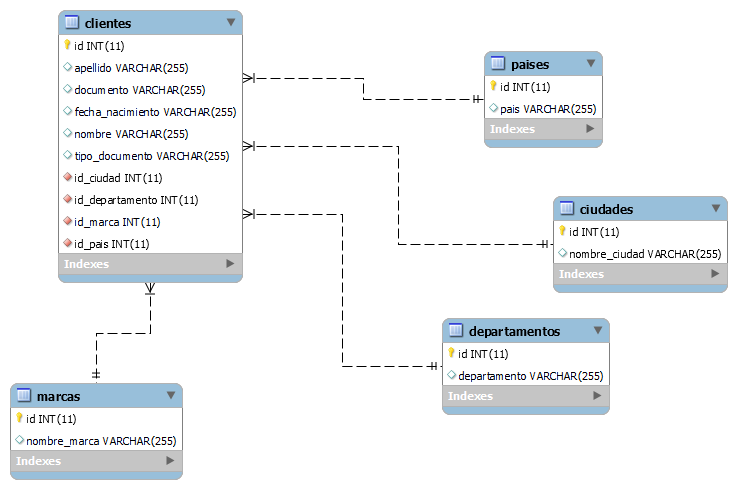 clientes
id INT(11)
apellido VARCHAR(255)
documento VARCHAR(255)
fecha_nacimiento VARCHAR(255)
nombre VARCHAR(255)
tipo_documento VARCHAR(255)
id_ciudad INT(11)
id_departamento INT(11)
id_marca INT(11)
id_pais INT(11)
Indexes
paises
id INT(11)
pais VARCHAR(255)
Indexes
ciudades
id INT(11)
nombre_ciudad VARCHAR(255)
Indexes
departamentos
id INT(11)
departamento VARCHAR(255)
Indexes
marcas
id INT(11)
nombre_marca VARCHAR(255)
Indexes